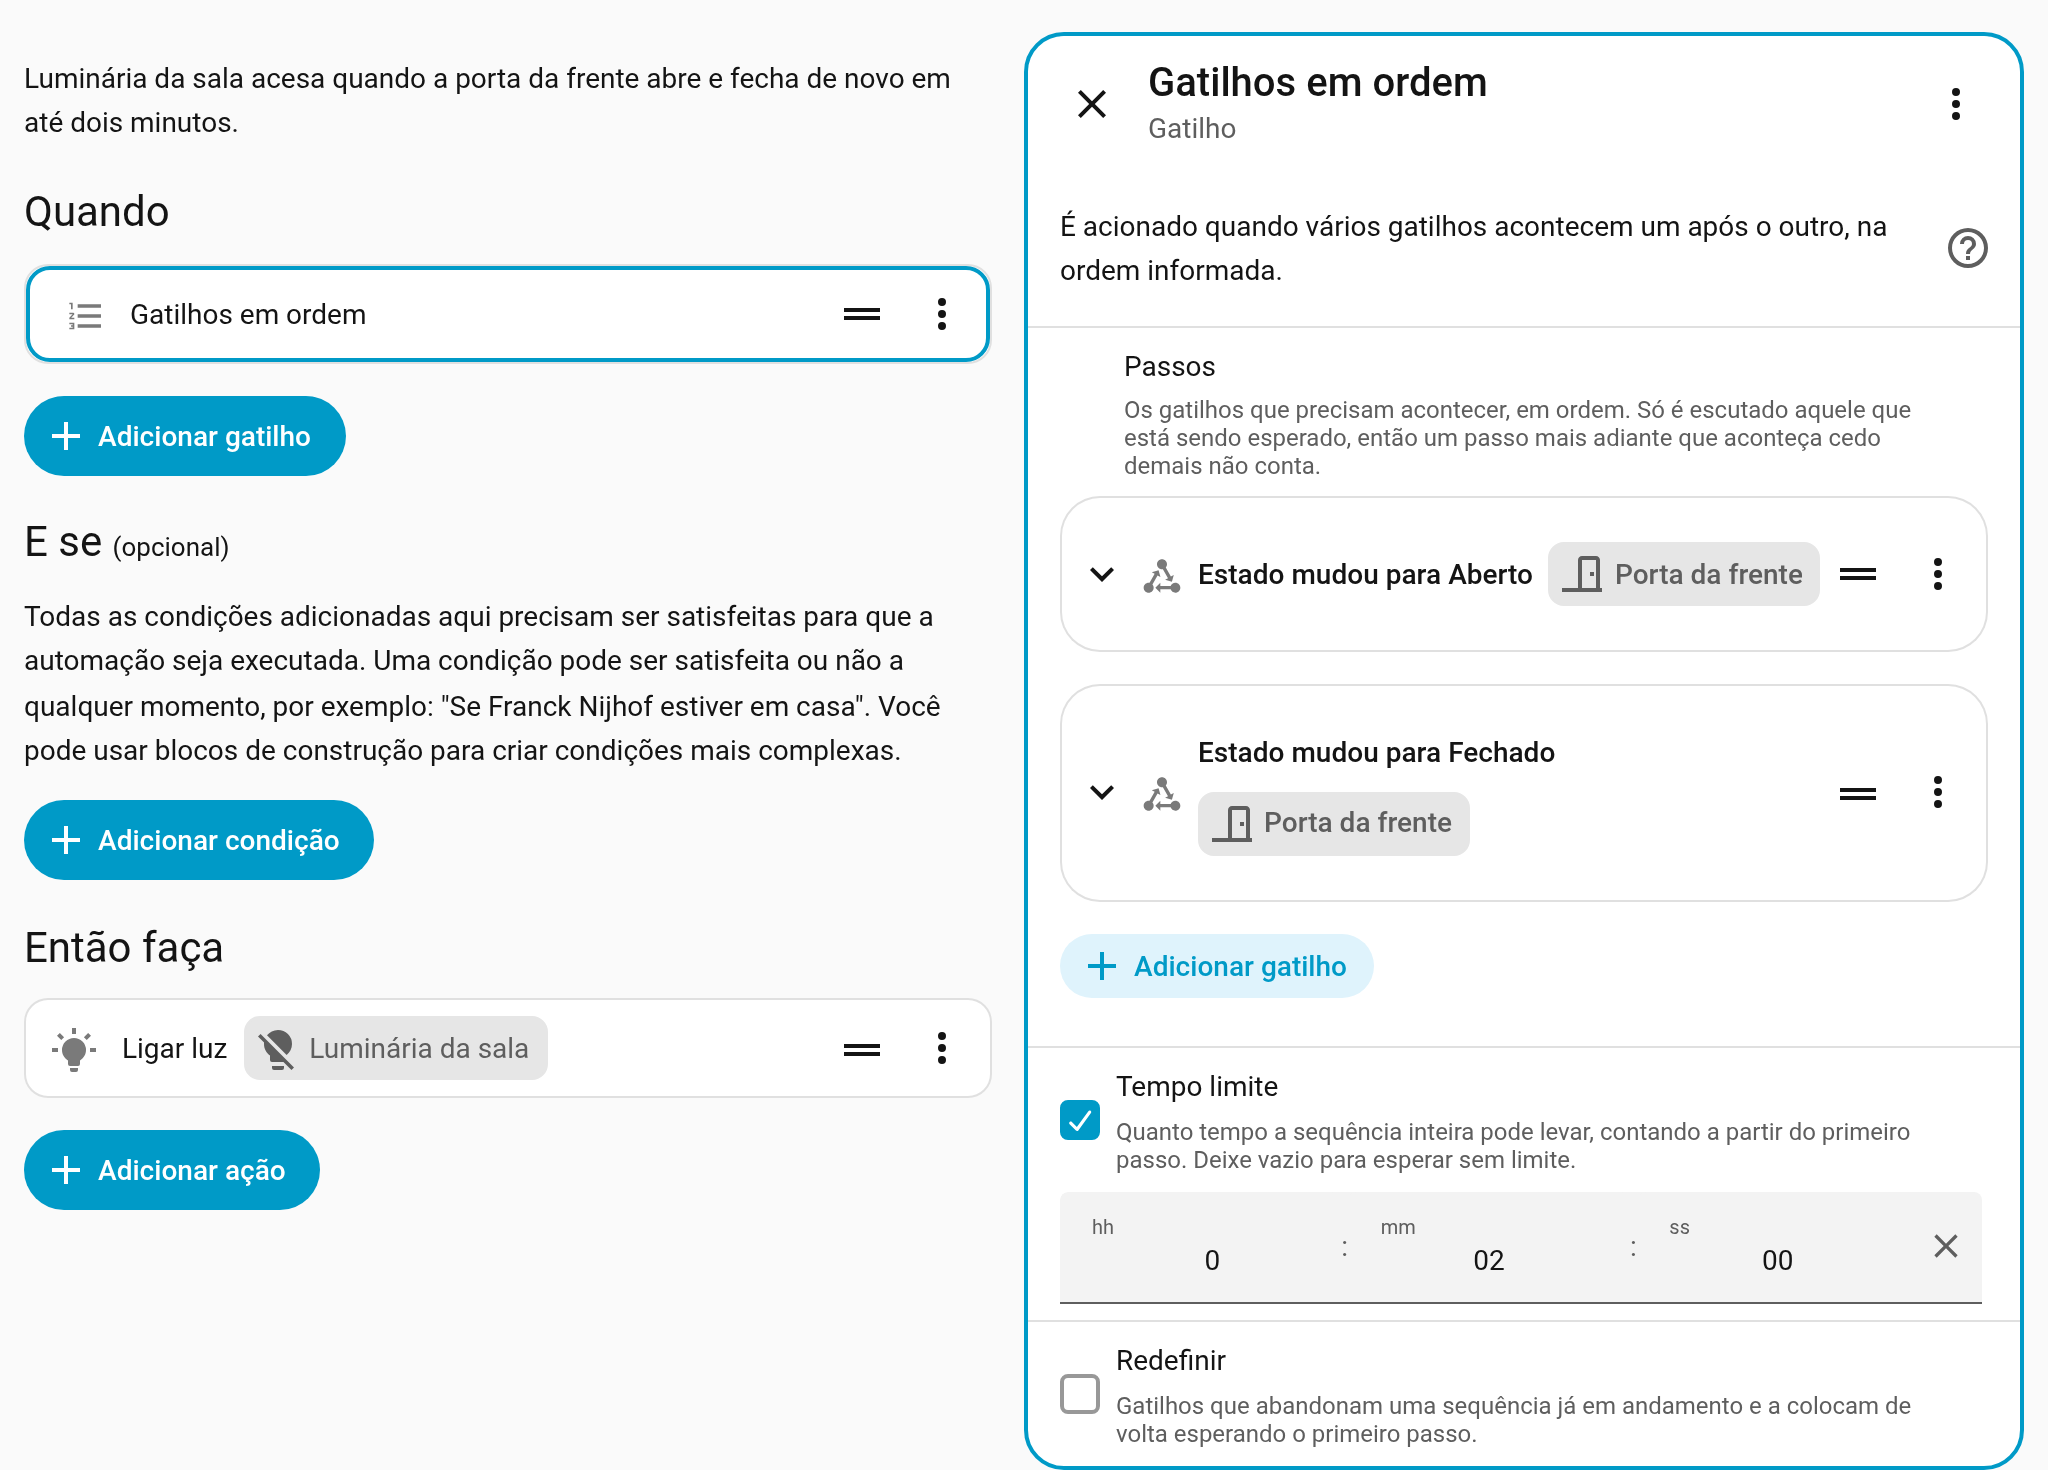 Luminária da sala acesa quando a porta da frente abre e fecha de novo em
até dois minutos.
Quando
Gatilhos em ordem
Adicionar gatilho
E se (opcional)
Todas as condições adicionadas aqui precisam ser satisfeitas para que a
automação seja executada. Uma condição pode ser satisfeita ou não a
qualquer momento, por exemplo: "Se Franck Nijhof estiver em casa". Você
pode usar blocos de construção para criar condições mais complexas.
Adicionar condição
Então faça
Ligar luz Luminária da sala
Adicionar ação
Gatilhos em ordem
Gatilho
É acionado quando vários gatilhos acontecem um após o outro, na
ordem informada.
Passos
Os gatilhos que precisam acontecer, em ordem. Só é escutado aquele que
está sendo esperado, então um passo mais adiante que aconteça cedo
demais não conta.
Estado mudou para Aberto Porta da frente
Estado mudou para Fechado
Porta da frente
Adicionar gatilho
Tempo limite
Quanto tempo a sequência inteira pode levar, contando a partir do primeiro
passo. Deixe vazio para esperar sem limite.
hh : mm : ss
0 02 00
Redefinir
Gatilhos que abandonam uma sequência já em andamento e a colocam de
volta esperando o primeiro passo.